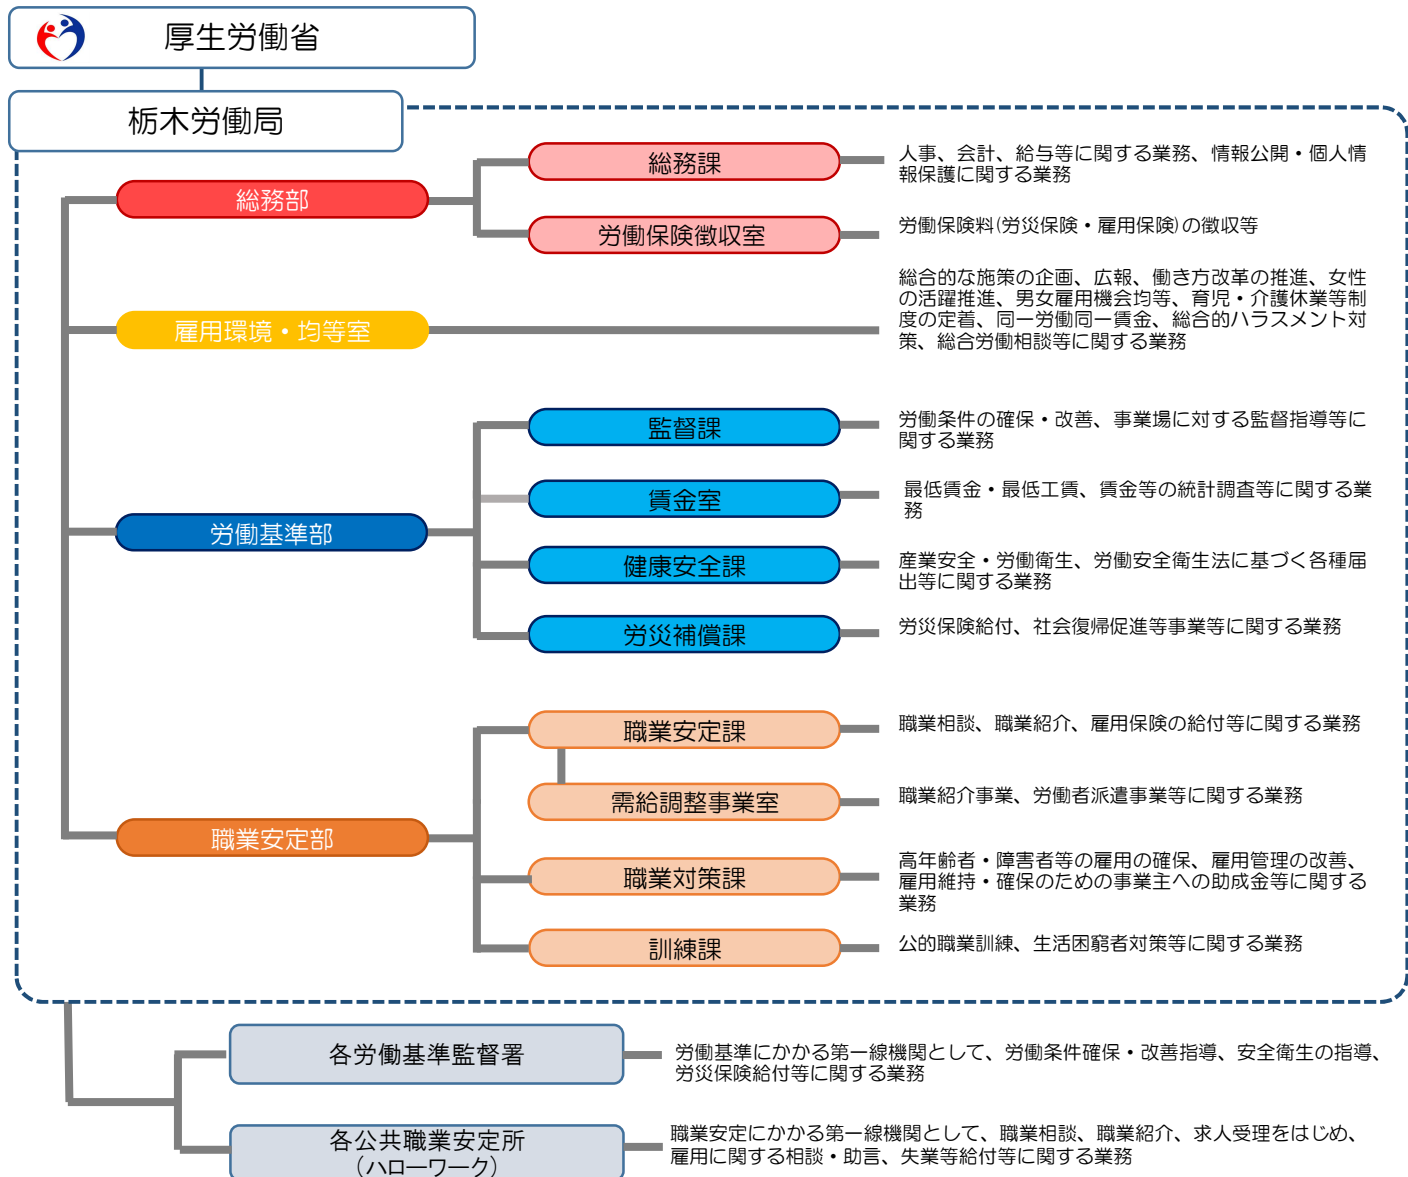 厚生労働省
栃木労働局
総務部
総務課
人事、会計、給与等に関する業務、情報公開・個人情
報保護に関する業務
労働保険徴収室
労働保険料(労災保険・雇用保険)の徴収等
雇用環境・均等室
総合的な施策の企画、広報、働き方改革の推進、女性
の活躍推進、男女雇用機会均等、育児・介護休業等制
度の定着、同一労働同一賃金、総合的ハラスメント対
策、総合労働相談等に関する業務
労働基準部
監督課
労働条件の確保・改善、事業場に対する監督指導等に
関する業務
賃金室
最低賃金・最低工賃、賃金等の統計調査等に関する業
務
健康安全課
産業安全・労働衛生、労働安全衛生法に基づく各種届
出等に関する業務
労災補償課
労災保険給付、社会復帰促進等事業等に関する業務
職業安定部
職業安定課
職業相談、職業紹介、雇用保険の給付等に関する業務
需給調整事業室
職業紹介事業、労働者派遣事業等に関する業務
職業対策課
高年齢者・障害者等の雇用の確保、雇用管理の改善、
雇用維持・確保のための事業主への助成金等に関する
業務
訓練課
公的職業訓練、生活困窮者対策等に関する業務
各労働基準監督署
労働基準にかかる第一線機関として、労働条件確保・改善指導、安全衛生の指導、
労災保険給付等に関する業務
各公共職業安定所
（ハローワーク）
職業安定にかかる第一線機関として、職業相談、職業紹介、求人受理をはじめ、
雇用に関する相談・助言、失業等給付等に関する業務